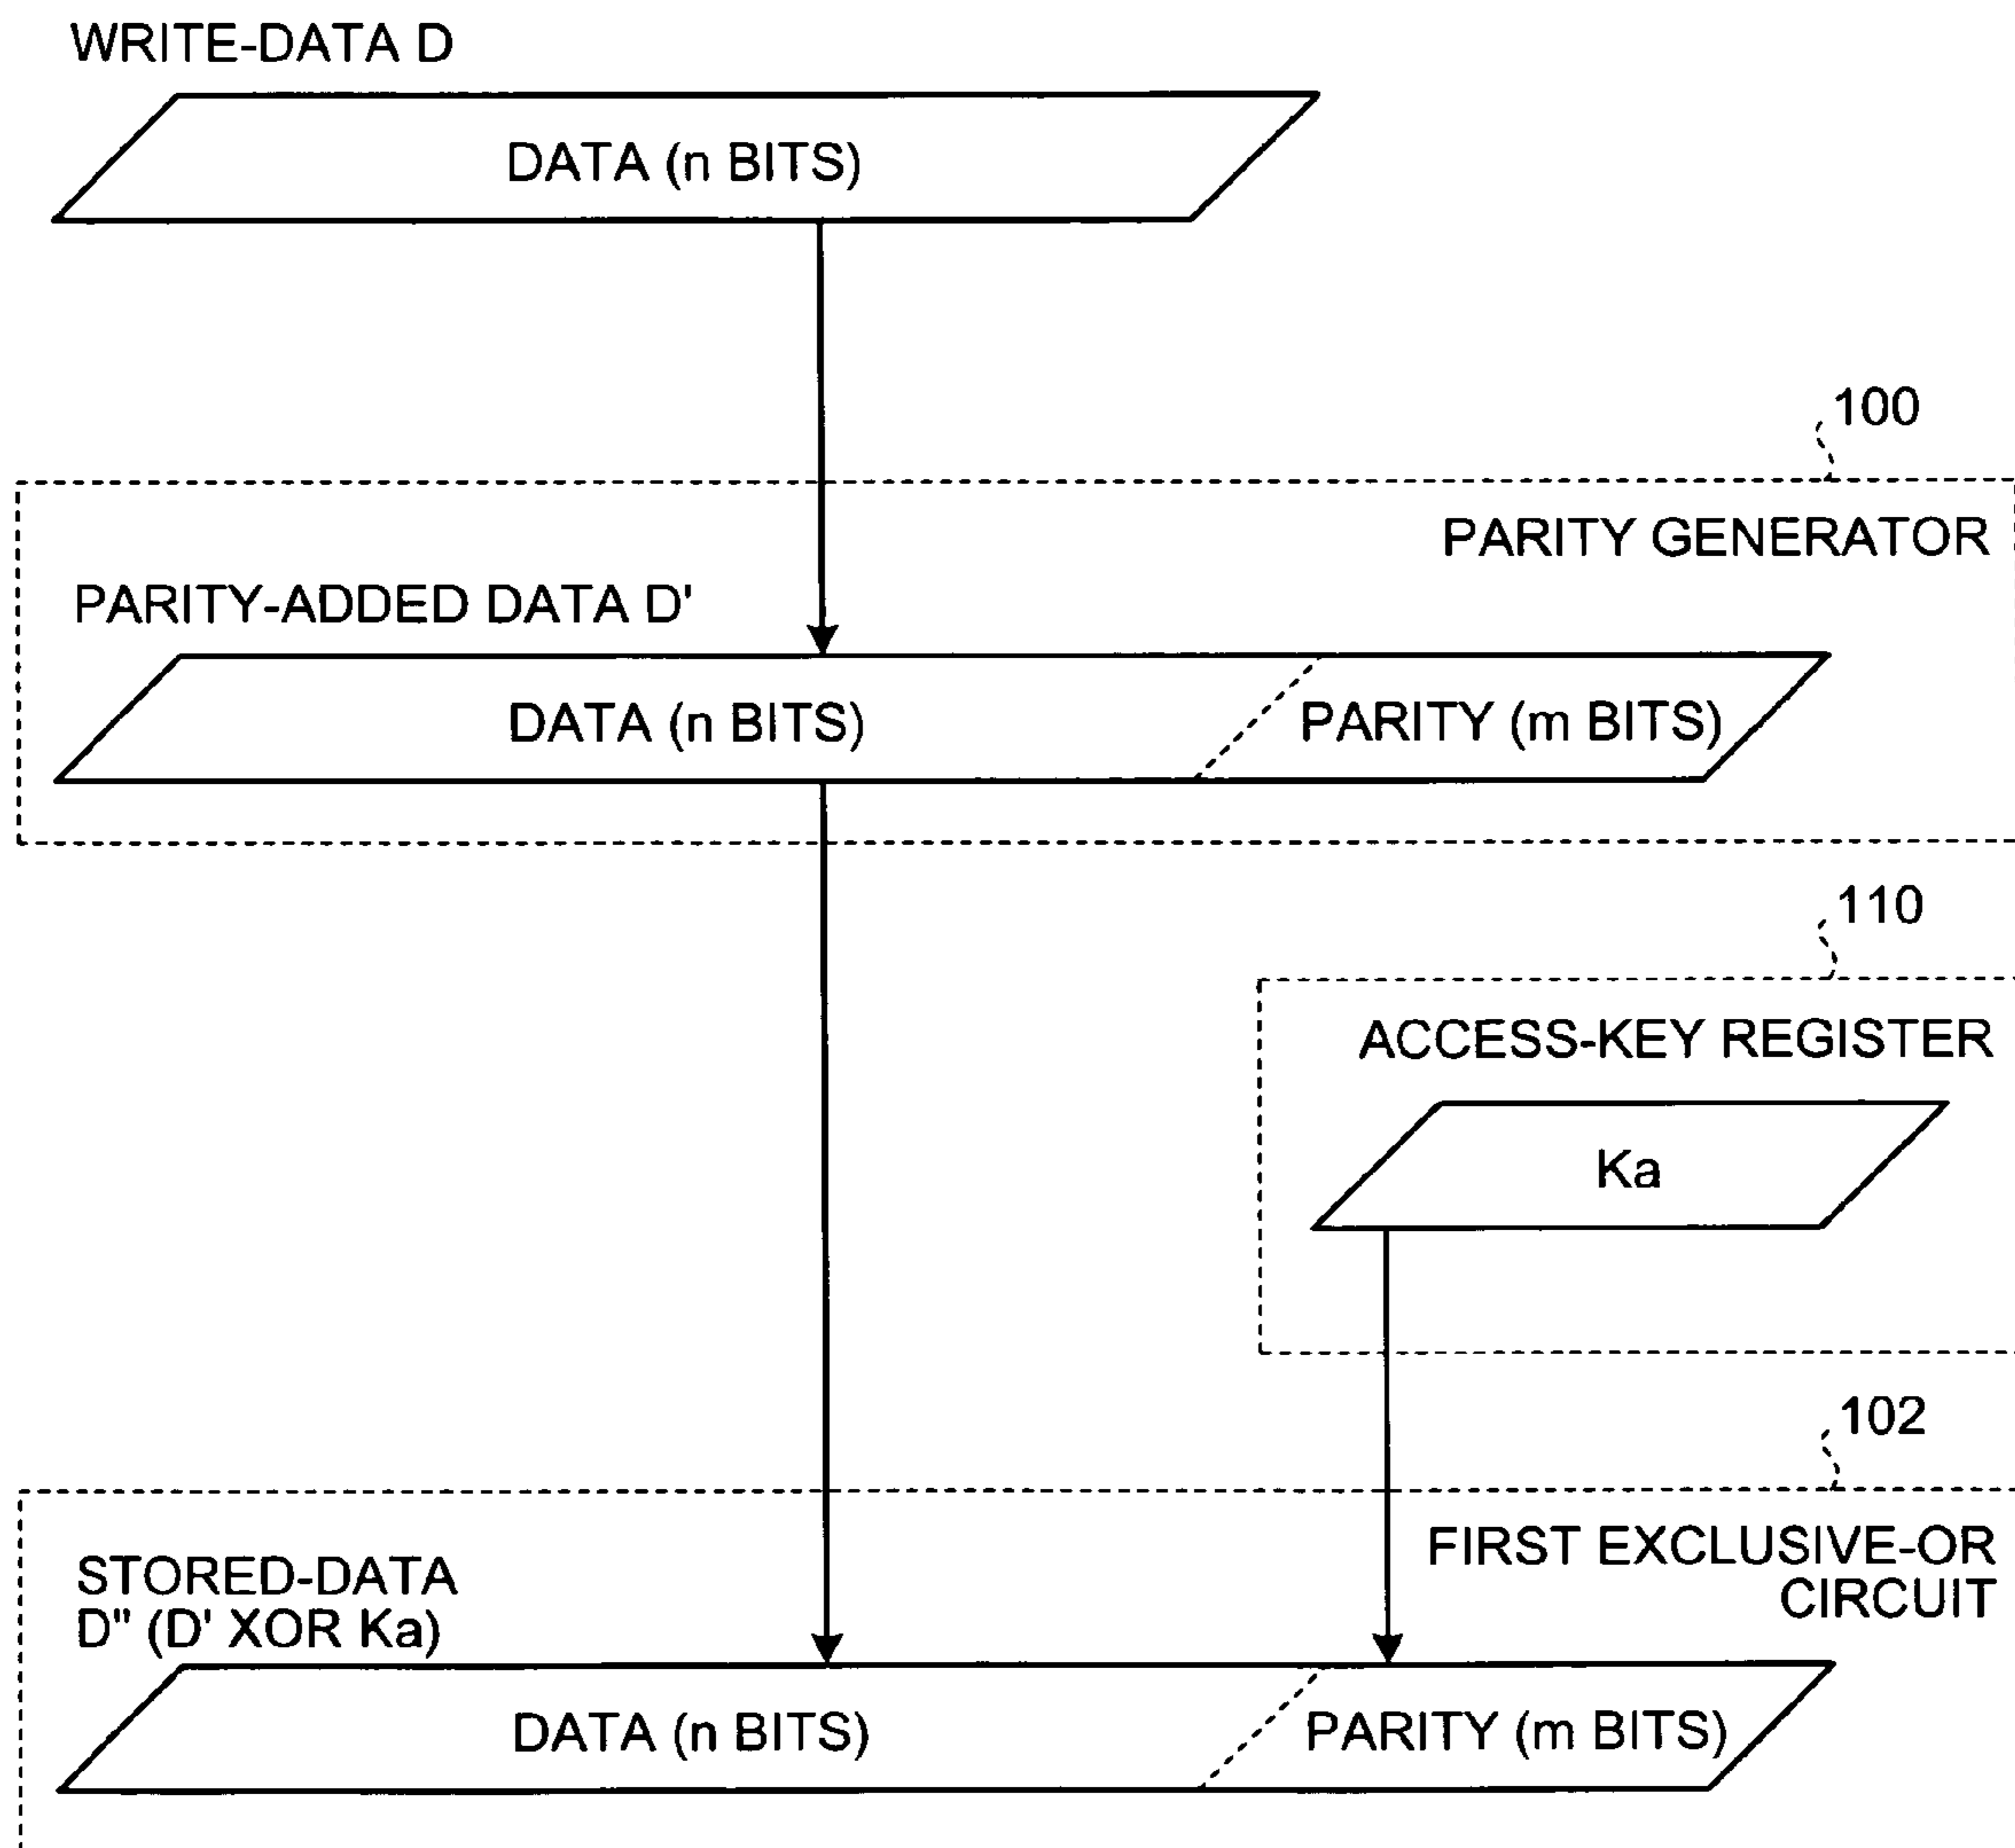 WRITE-DATA D
DATA (n BITS)
100
PARITY GENERATOR
PARITY-ADDED DATA D'
DATA (n BITS)
PARITY (m BITS)
110
ACCESS-KEY REGISTER
Ka
102
FIRST EXCLUSIVE-OR
CIRCUIT
STORED-DATA
D" (D' XOR Ka)
DATA (n BITS)
PARITY (m BITS)